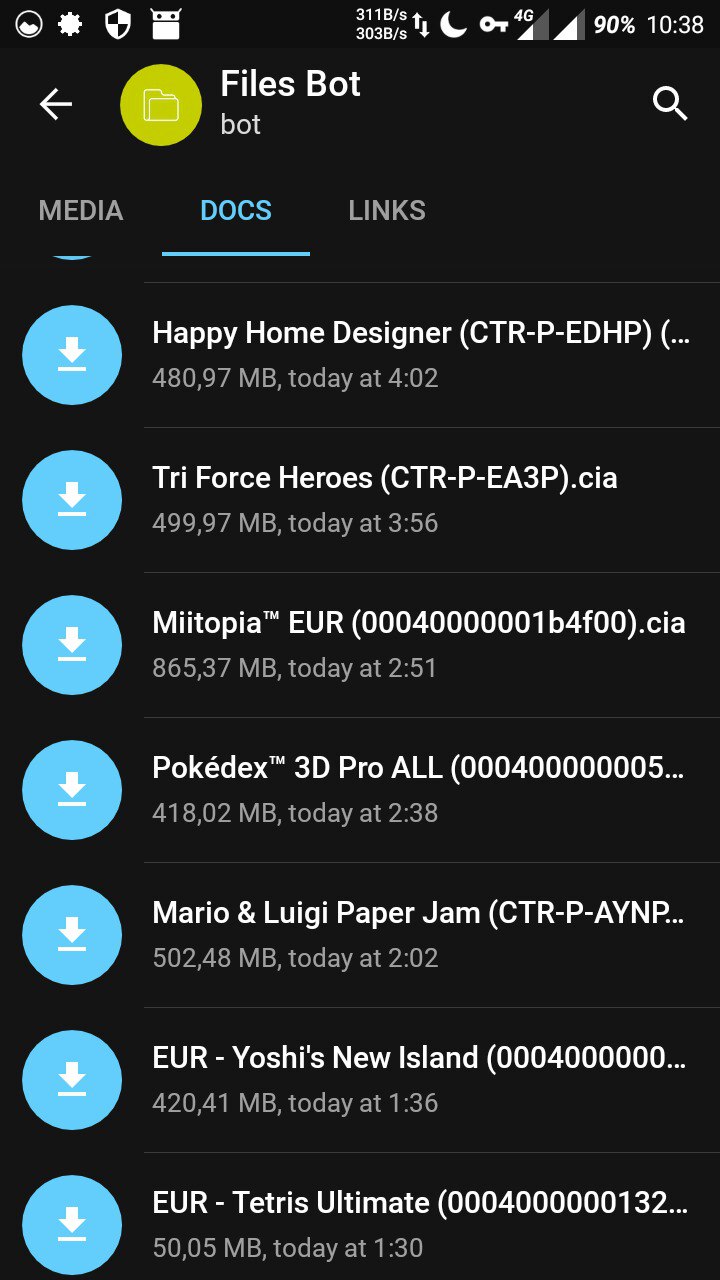 311B/s
303B/s
4G
90% 10:38
Files Bot
bot
MEDIA DOCS LINKS
Happy Home Designer (CTR-P-EDHP) (...
480,97 MB, today at 4:02
Tri Force Heroes (CTR-P-EA3P).cia
499,97 MB, today at 3:56
Miitopia™ EUR (00040000001b4f00).cia
865,37 MB, today at 2:51
Pokédex™ 3D Pro ALL (000400000005...
418,02 MB, today at 2:38
Mario & Luigi Paper Jam (CTR-P-AYNP...
502,48 MB, today at 2:02
EUR - Yoshi's New Island (0004000000...
420,41 MB, today at 1:36
EUR - Tetris Ultimate (0004000000132...
50,05 MB, today at 1:30